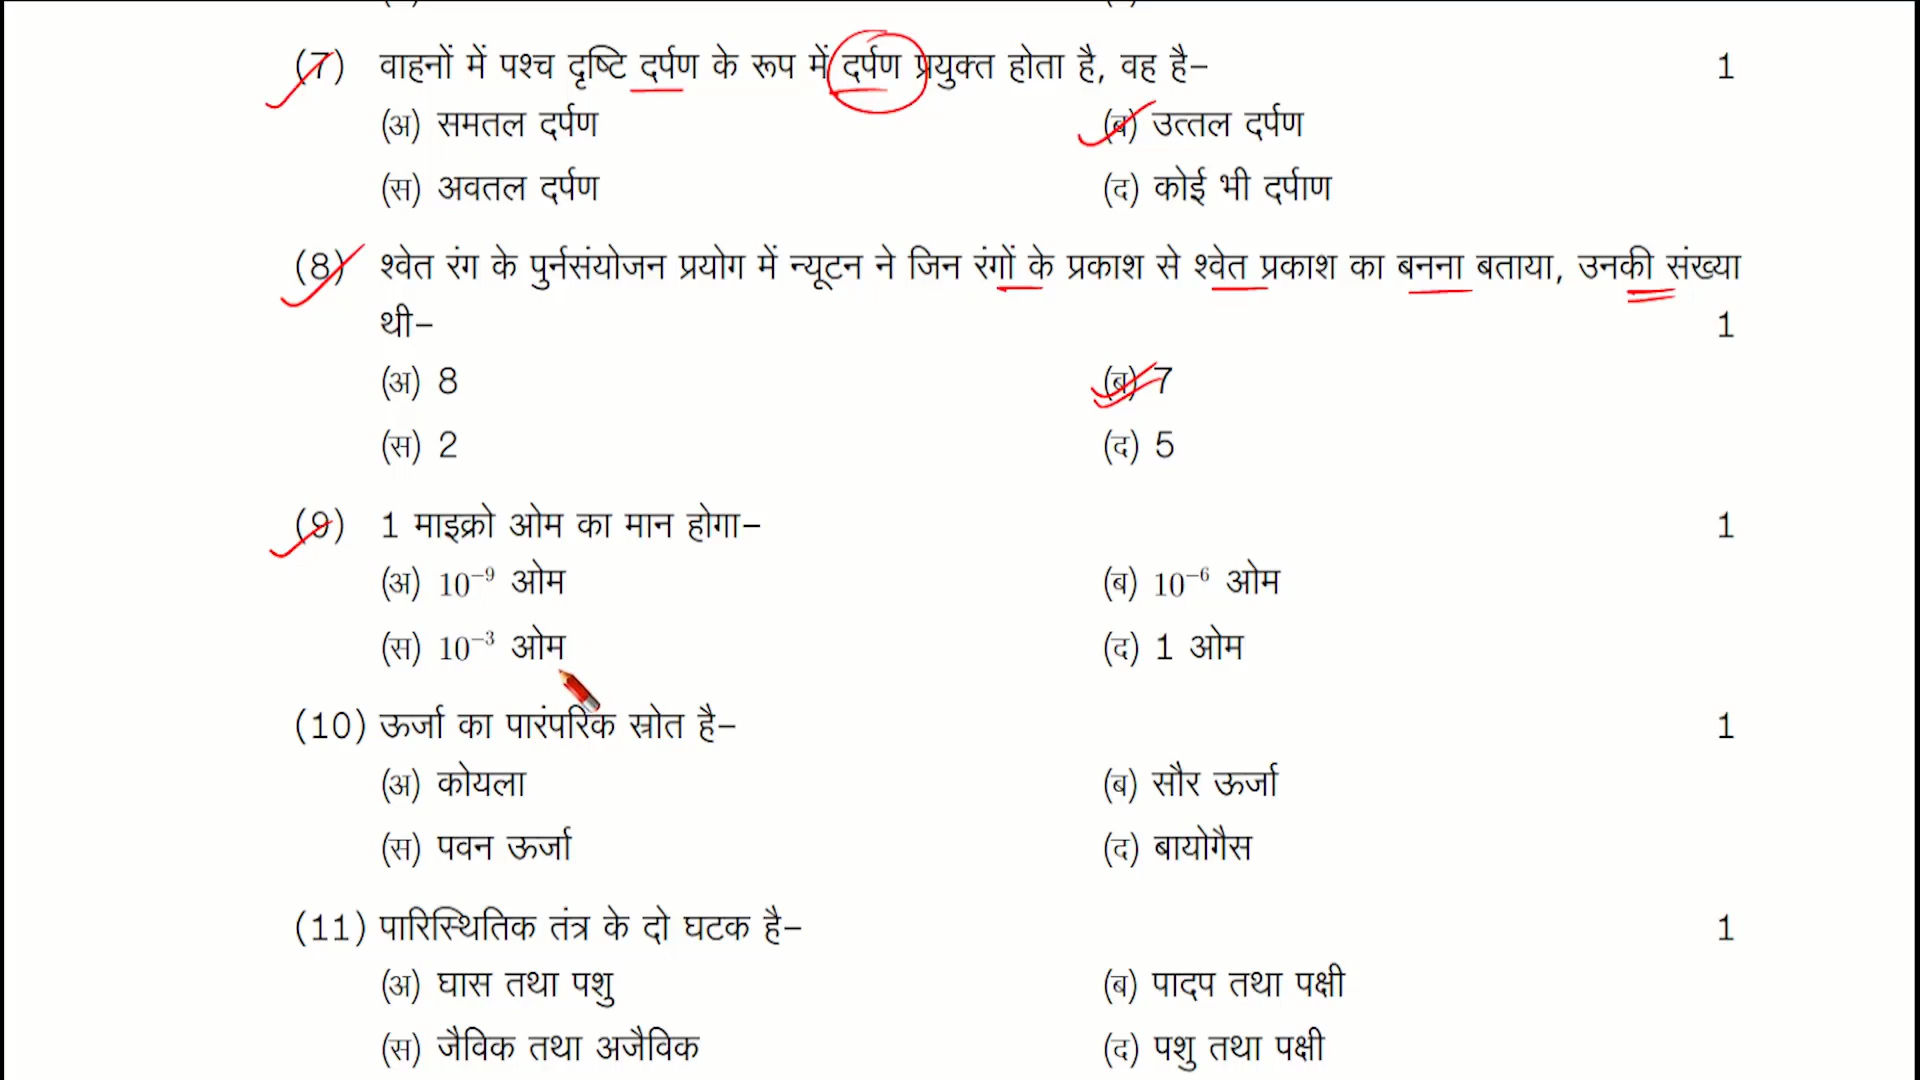 (7) वाहनों में पश्च दृष्टि दर्पण के रूप में दर्पण प्रयुक्त होता है, वह है– 1
(अ) समतल दर्पण (ब) उत्तल दर्पण
(स) अवतल दर्पण (द) कोई भी दर्पाण
(8) श्वेत रंग के पुर्नसंयोजन प्रयोग में न्यूटन ने जिन रंगों के प्रकाश से श्वेत प्रकाश का बनना बताया, उनकी संख्या
थी– 1
(अ) 8 (ब) 7
(स) 2 (द) 5
(9) 1 माइक्रो ओम का मान होगा– 1
(अ) 10⁻⁹ ओम (ब) 10⁻⁶ ओम
(स) 10⁻³ ओम (द) 1 ओम
(10) ऊर्जा का पारंपरिक स्रोत है– 1
(अ) कोयला (ब) सौर ऊर्जा
(स) पवन ऊर्जा (द) बायोगैस
(11) पारिस्थितिक तंत्र के दो घटक है– 1
(अ) घास तथा पशु (ब) पादप तथा पक्षी
(स) जैविक तथा अजैविक (द) पशु तथा पक्षी